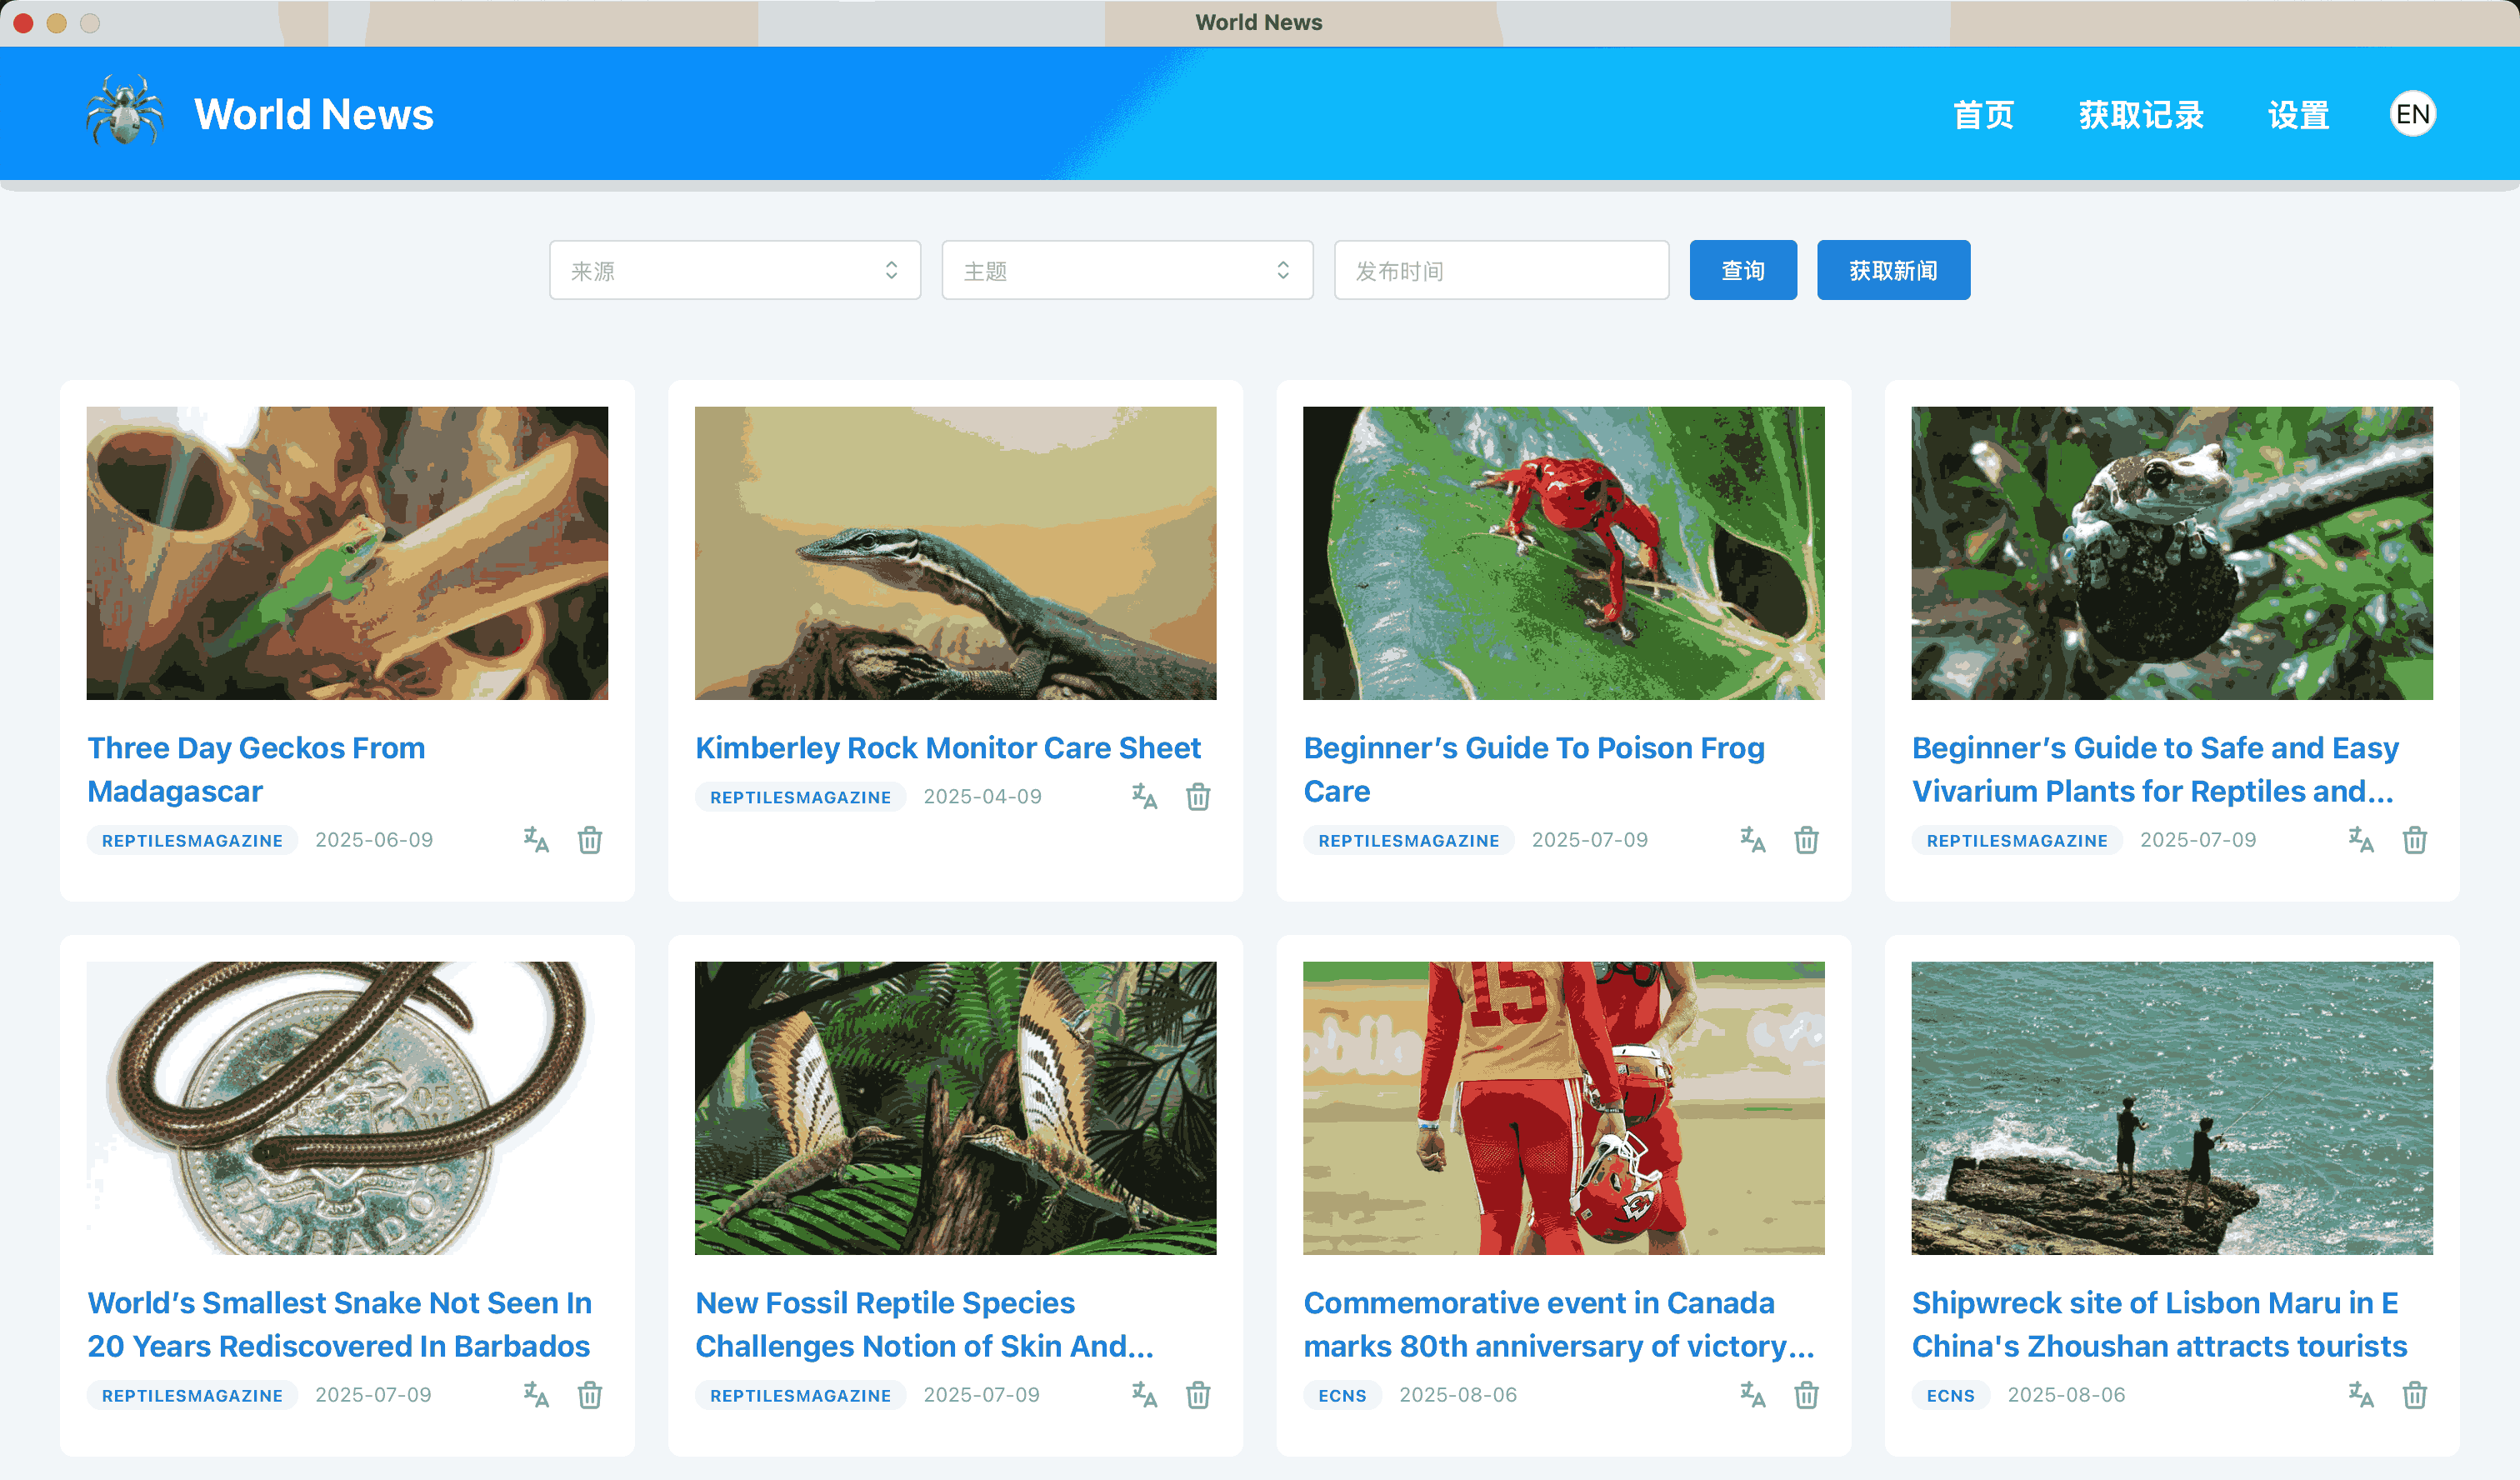 World News
World News
首页
获取记录
设置
EN
来源
主题
发布时间
查询
获取新闻
Three Day Geckos From
Madagascar
REPTILESMAGAZINE 2025-06-09
Kimberley Rock Monitor Care Sheet
REPTILESMAGAZINE 2025-04-09
Beginner’s Guide To Poison Frog
Care
REPTILESMAGAZINE 2025-07-09
Beginner’s Guide to Safe and Easy
Vivarium Plants for Reptiles and...
REPTILESMAGAZINE 2025-07-09
BARBADOS
World’s Smallest Snake Not Seen In
20 Years Rediscovered In Barbados
REPTILESMAGAZINE 2025-07-09
New Fossil Reptile Species
Challenges Notion of Skin And...
REPTILESMAGAZINE 2025-07-09
15
Commemorative event in Canada
marks 80th anniversary of victory...
ECNS 2025-08-06
Shipwreck site of Lisbon Maru in E
China's Zhoushan attracts tourists
ECNS 2025-08-06